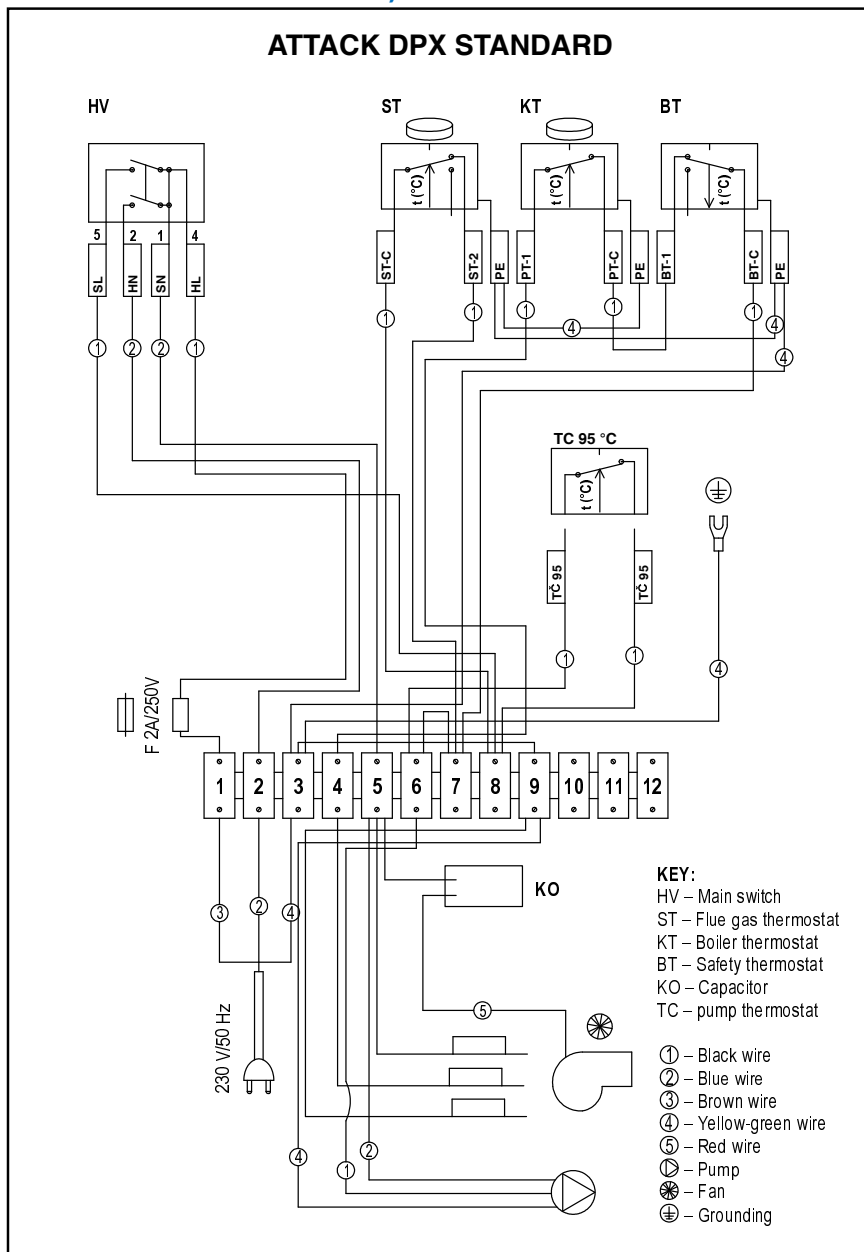 ATTACK DPX STANDARD
HV
ST
KT
BT
t (°C)
t (°C)
t (°C)
5 2 1 4
SL HN SN HL
ST-C ST-2 PE PT-1 PT-C PE BT-1 BT-C PE
1 1 1 1 1
4 4
1 2 2 1
4
TC 95 °C
t (°C)
TČ 95 TČ 95
1 1 4
F 2A/250V
1 2 3 4 5 6 7 8 9 10 11 12
KO
3 2 4
5
230 V/50 Hz
4 1 2
KEY:
HV – Main switch
ST – Flue gas thermostat
KT – Boiler thermostat
BT – Safety thermostat
KO – Capacitor
TC – pump thermostat
1 – Black wire
2 – Blue wire
3 – Brown wire
4 – Yellow-green wire
5 – Red wire
– Pump
– Fan
– Grounding